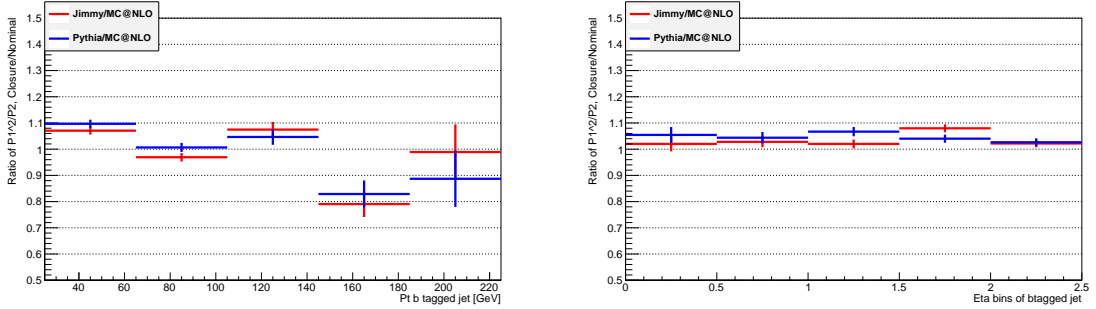 Jimmy/MC@NLO
Pythia/MC@NLO
Ratio of P1^2/P2, Closure/Nominal
1.5
1.4
1.3
1.2
1.1
1
0.9
0.8
0.7
0.6
0.5
40 60 80 100 120 140 160 180 200 220
Pt b tagged jet [GeV]
Jimmy/MC@NLO
Pythia/MC@NLO
Ratio of P1^2/P2, Closure/Nominal
1.5
1.4
1.3
1.2
1.1
1
0.9
0.8
0.7
0.6
0.5
0 0.5 1 1.5 2 2.5
Eta bins of btagged jet